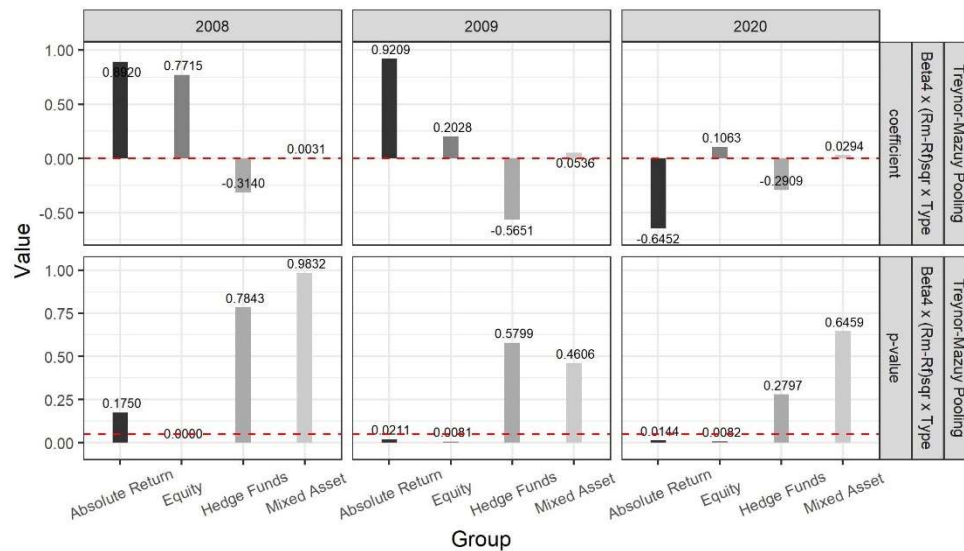 2008
2009
2020
1.00
0.50
0.00
-0.50
0.8920
0.7715
-0.3140
0.0031
0.9209
0.2028
-0.5651
0.0536
-0.6452
0.1063
-0.2909
0.0294
coefficient
Beta4 x (Rm-Rf)sqr x Type
Treynor-Mazuy Pooling
Value
1.00
0.75
0.50
0.25
0.00
0.1750
0.0000
0.7843
0.9832
0.0211
0.0081
0.5799
0.4606
0.0144
0.0082
0.2797
0.6459
p-value
Beta4 x (Rm-Rf)sqr x Type
Treynor-Mazuy Pooling
Absolute Return
Equity
Hedge Funds
Mixed Asset
Absolute Return
Equity
Hedge Funds
Mixed Asset
Absolute Return
Equity
Hedge Funds
Mixed Asset
Group